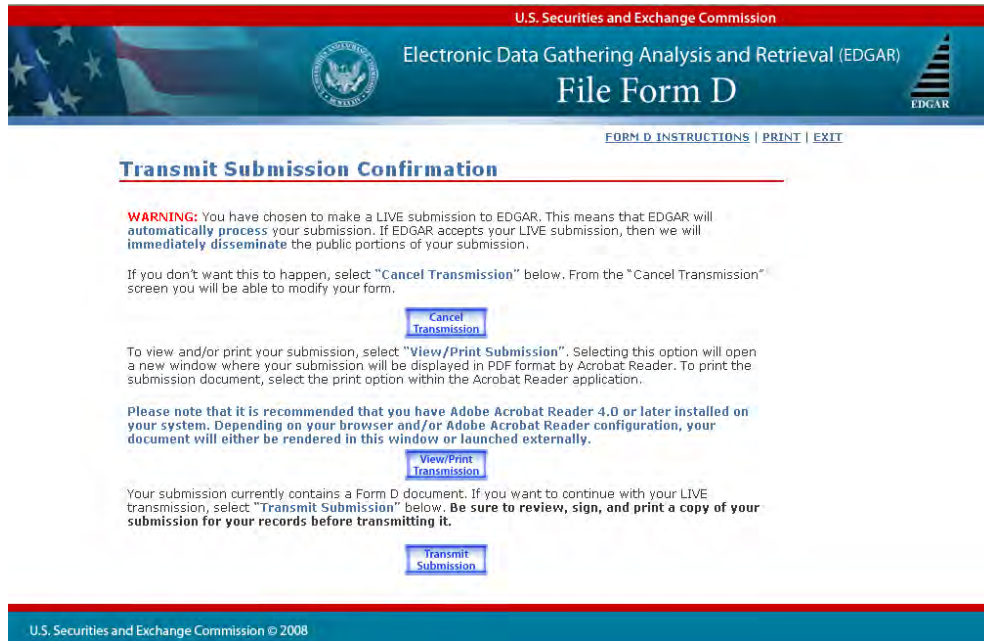 U.S. Securities and Exchange Commission
Electronic Data Gathering Analysis and Retrieval (EDGAR)
File Form D
EDGAR
FORM D INSTRUCTIONS | PRINT | EXIT
Transmit Submission Confirmation
WARNING: You have chosen to make a LIVE submission to EDGAR. This means that EDGAR will
automatically process your submission. If EDGAR accepts your LIVE submission, then we will
immediately disseminate the public portions of your submission.
If you don't want this to happen, select "Cancel Transmission" below. From the "Cancel Transmission"
screen you will be able to modify your form.
Cancel
Transmission
To view and/or print your submission, select "View/Print Submission". Selecting this option will open
a new window where your submission will be displayed in PDF format by Acrobat Reader. To print the
submission document, select the print option within the Acrobat Reader application.
Please note that it is recommended that you have Adobe Acrobat Reader 4.0 or later installed on
your system. Depending on your browser and/or Adobe Acrobat Reader configuration, your
document will either be rendered in this window or launched externally.
View/Print
Transmission
Your submission currently contains a Form D document. If you want to continue with your LIVE
transmission, select "Transmit Submission" below. Be sure to review, sign, and print a copy of your
submission for your records before transmitting it.
Transmit
Submission
U.S. Securities and Exchange Commission © 2008